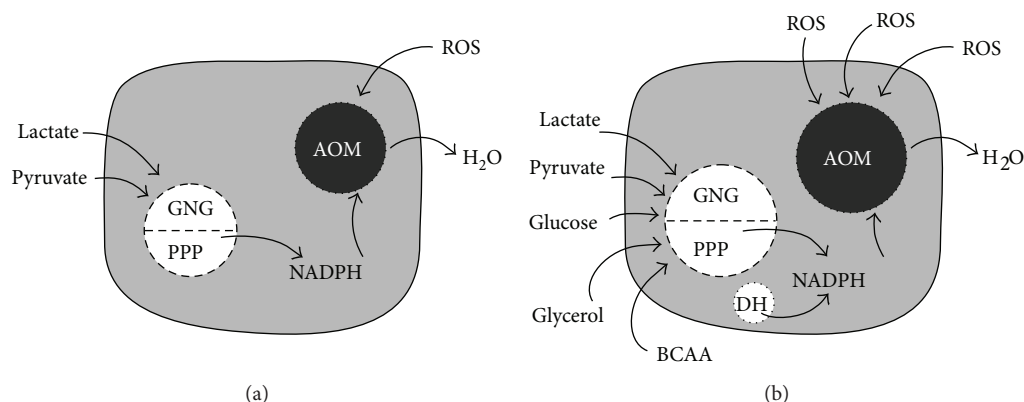 ROS
AOM
Lactate
H₂O
Pyruvate
GNG
PPP
NADPH
(a)
ROS
ROS
ROS
Lactate
AOM
H₂O
Pyruvate
GNG
Glucose
PPP
NADPH
DH
Glycerol
BCAA
(b)